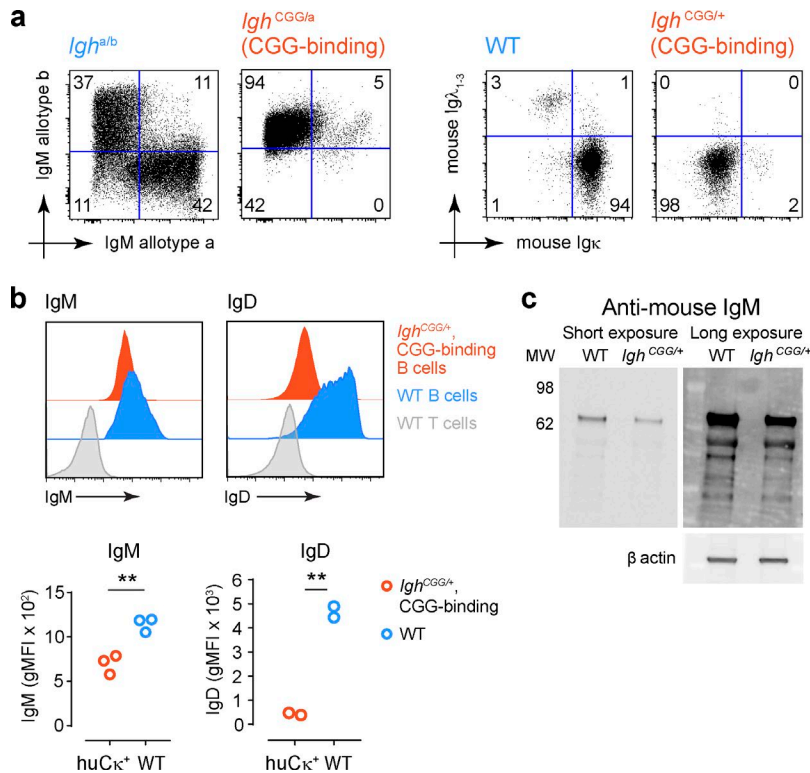 a
Igh^a/b
Igh^CGG/a
(CGG-binding)
WT
Igh^CGG/+
(CGG-binding)
37
11
11
42
IgM allotype b
IgM allotype a
94
5
42
0
3
1
1
94
mouse Igλ1-3
mouse Igκ
0
0
98
2
b
IgM
IgD
Igh^CGG/+,
CGG-binding
B cells
WT B cells
WT T cells
IgM
IgD
IgM
IgM (gMFI x 10²)
15
10
5
0
**
huCκ⁺ WT
IgD
IgD (gMFI x 10³)
6
5
4
3
2
1
0
**
huCκ⁺ WT
Igh^CGG/+,
CGG-binding
WT
c
Anti-mouse IgM
Short exposure
Long exposure
MW
WT
Igh^CGG/+
WT
Igh^CGG/+
98
62
β actin